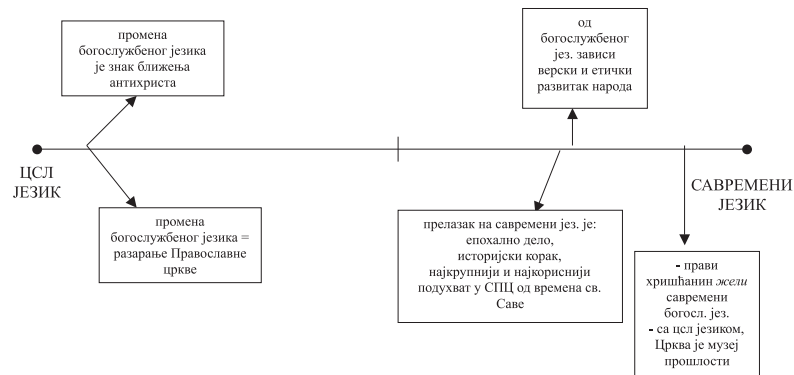 промена
богослужбеног језика
је знак ближења
антихриста
од
богослужбеног
јез. зависи
верски и етички
развитак народа
ЦСЛ
ЈЕЗИК
САВРЕМЕНИ
ЈЕЗИК
промена
богослужбеног језика =
разарање Православне
цркве
прелазак на савремени јез. је:
епохално дело,
историјски корак,
најкрупнији и најкориснији
подухват у СПЦ од времена св.
Саве
- прави
хришћанин жели
савремени
богосл. јез.
- са цсл језиком,
Црква је музеј
прошлости